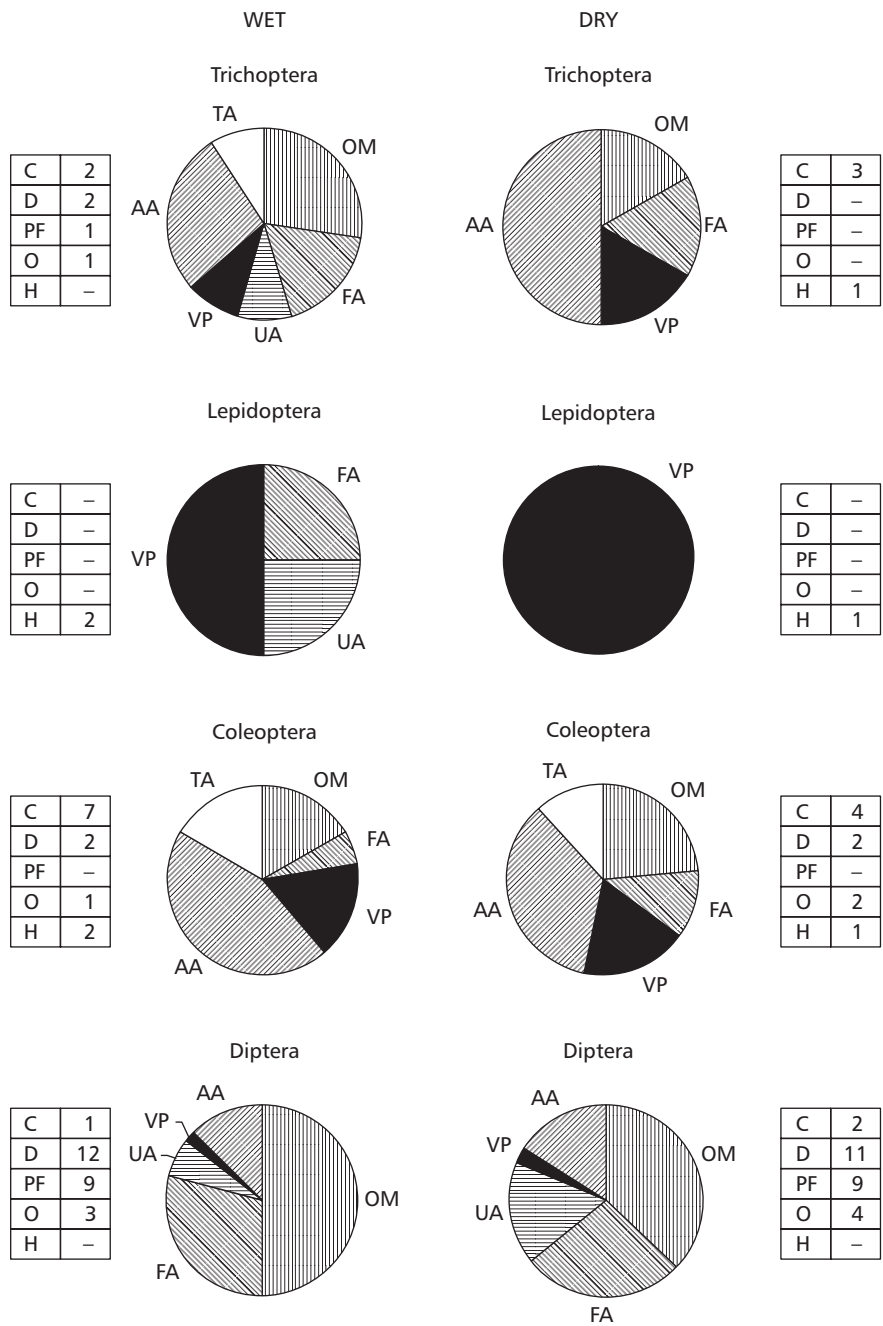 WET DRY
Trichoptera Trichoptera
TA
OM
AA
FA
VP
UA
C 2
D 2
PF 1
O 1
H –
OM
AA
FA
VP
C 3
D –
PF –
O –
H 1
Lepidoptera Lepidoptera
C –
D –
PF –
O –
H 2
FA
VP
UA
VP
C –
D –
PF –
O –
H 1
Coleoptera Coleoptera
C 7
D 2
PF –
O 1
H 2
TA OM
FA
VP
AA
TA
OM
AA
FA
VP
C 4
D 2
PF –
O 2
H 1
Diptera Diptera
C 1
D 12
PF 9
O 3
H –
AA
VP
UA
OM
FA
AA
VP
OM
UA
FA
C 2
D 11
PF 9
O 4
H –